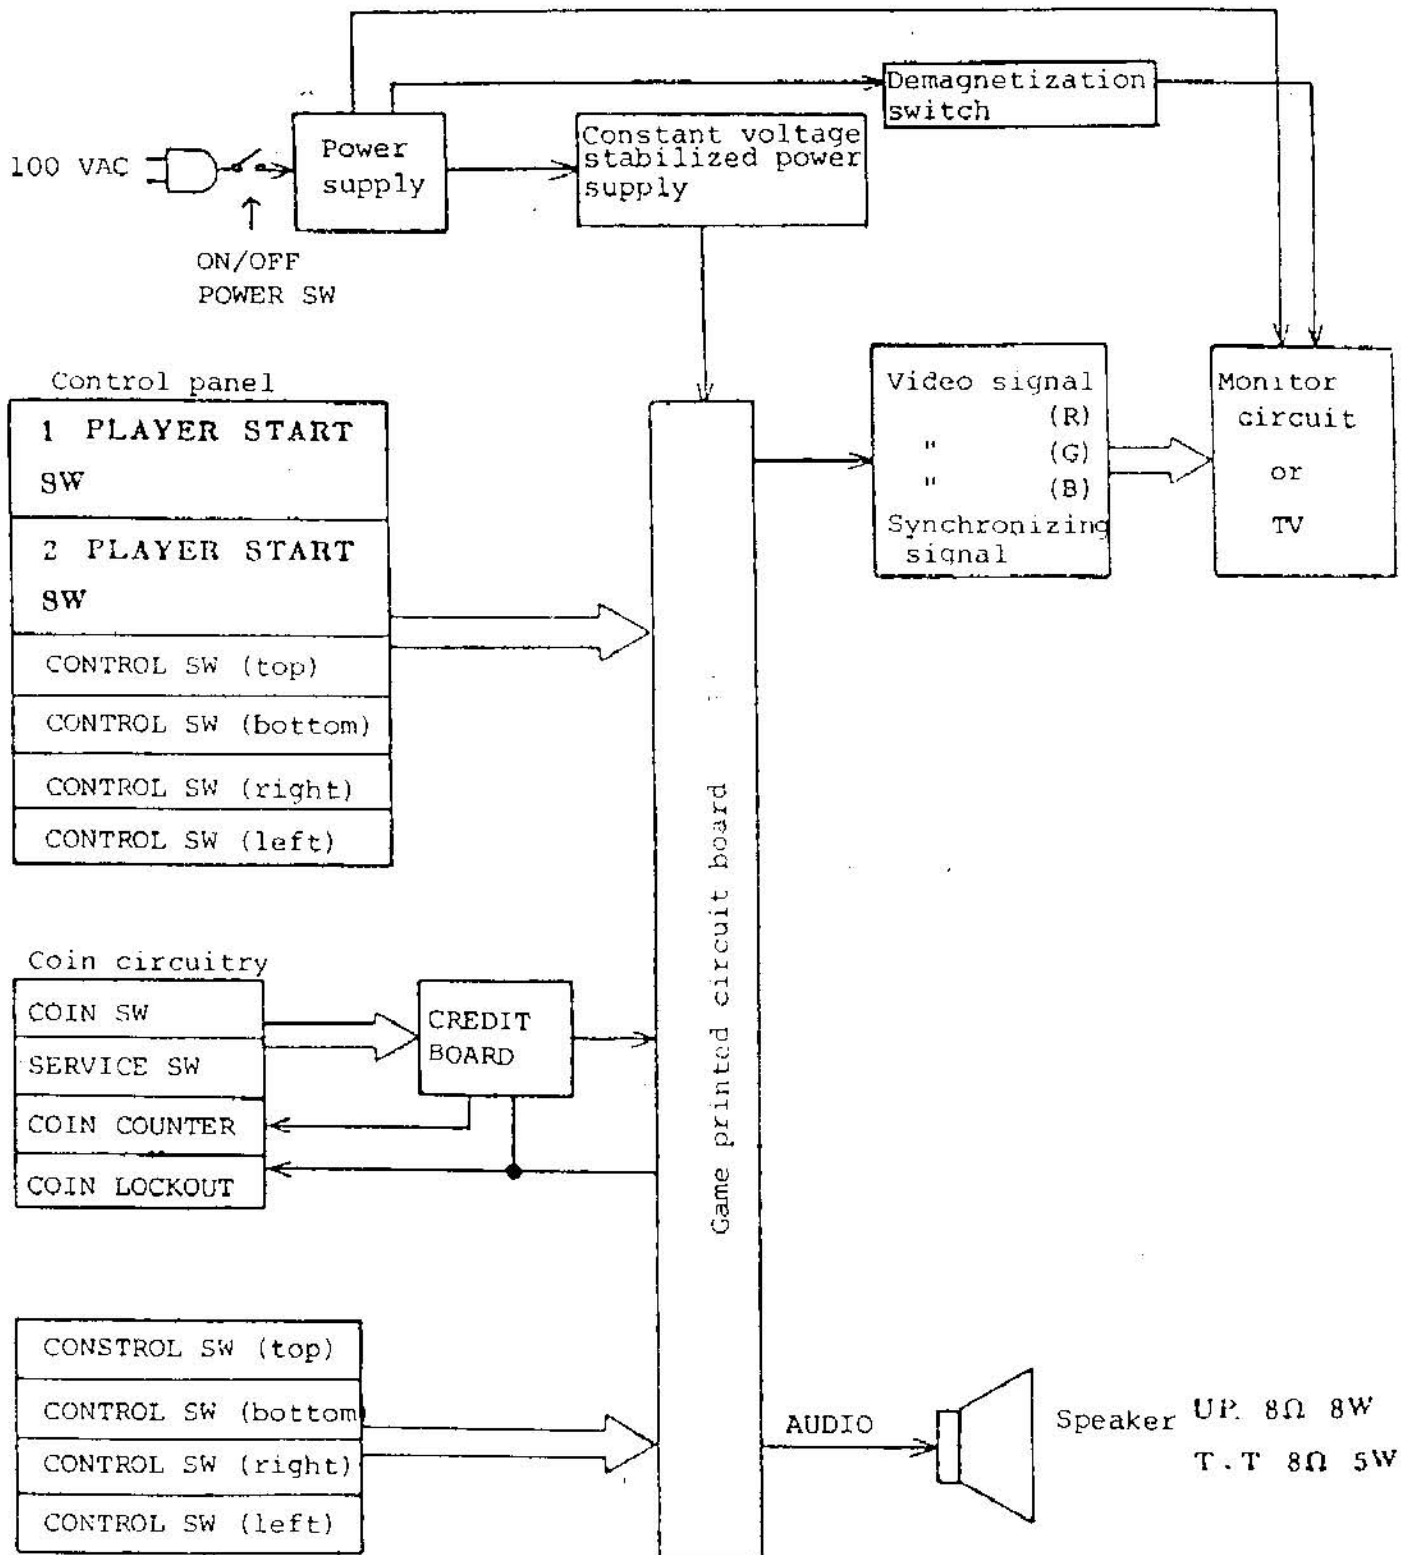 Demagnetization
switch
100 VAC
Power
supply
Constant voltage
stabilized power
supply
ON/OFF
POWER SW
Control panel
1 PLAYER START
SW
2 PLAYER START
SW
CONTROL SW (top)
CONTROL SW (bottom)
CONTROL SW (right)
CONTROL SW (left)
Video signal
(R)
" (G)
" (B)
Synchronizing
signal
Monitor
circuit
or
TV
Game printed circuit board
Coin circuitry
COIN SW
SERVICE SW
COIN COUNTER
COIN LOCKOUT
CREDIT
BOARD
CONSTROL SW (top)
CONTROL SW (bottom
CONTROL SW (right)
CONTROL SW (left)
AUDIO
Speaker UP. 8Ω 8W
T.T 8Ω 5W